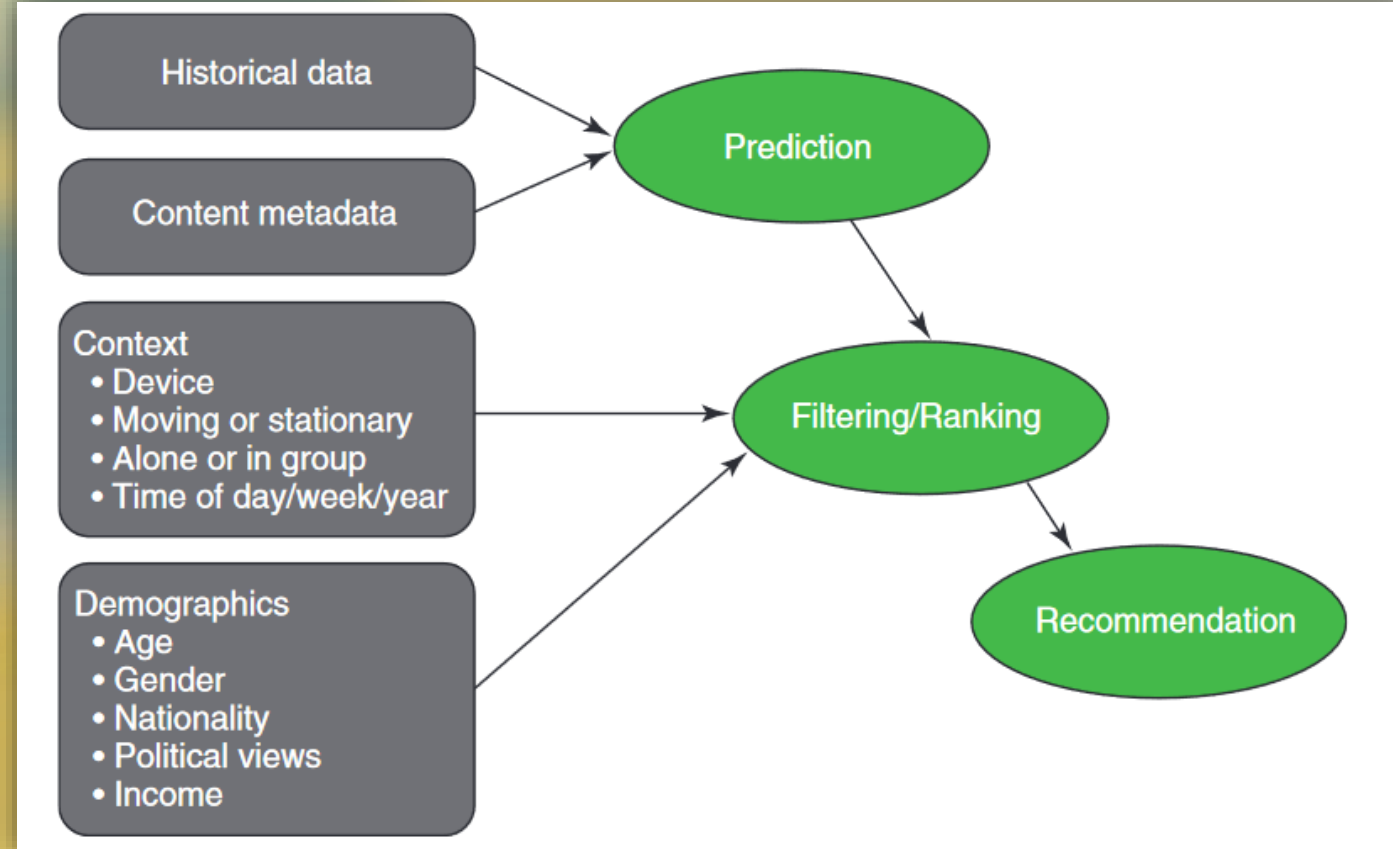 Historical data
Content metadata
Context
• Device
• Moving or stationary
• Alone or in group
• Time of day/week/year
Demographics
• Age
• Gender
• Nationality
• Political views
• Income
Prediction
Filtering/Ranking
Recommendation